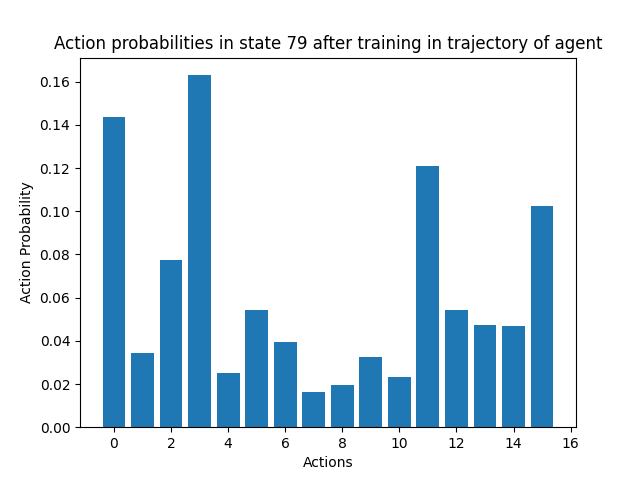 Action probabilities in state 79 after training in trajectory of agent
0.16
0.14
0.12
0.10
0.08
0.06
0.04
0.02
0.00
Action Probability
0 2 4 6 8 10 12 14 16
Actions